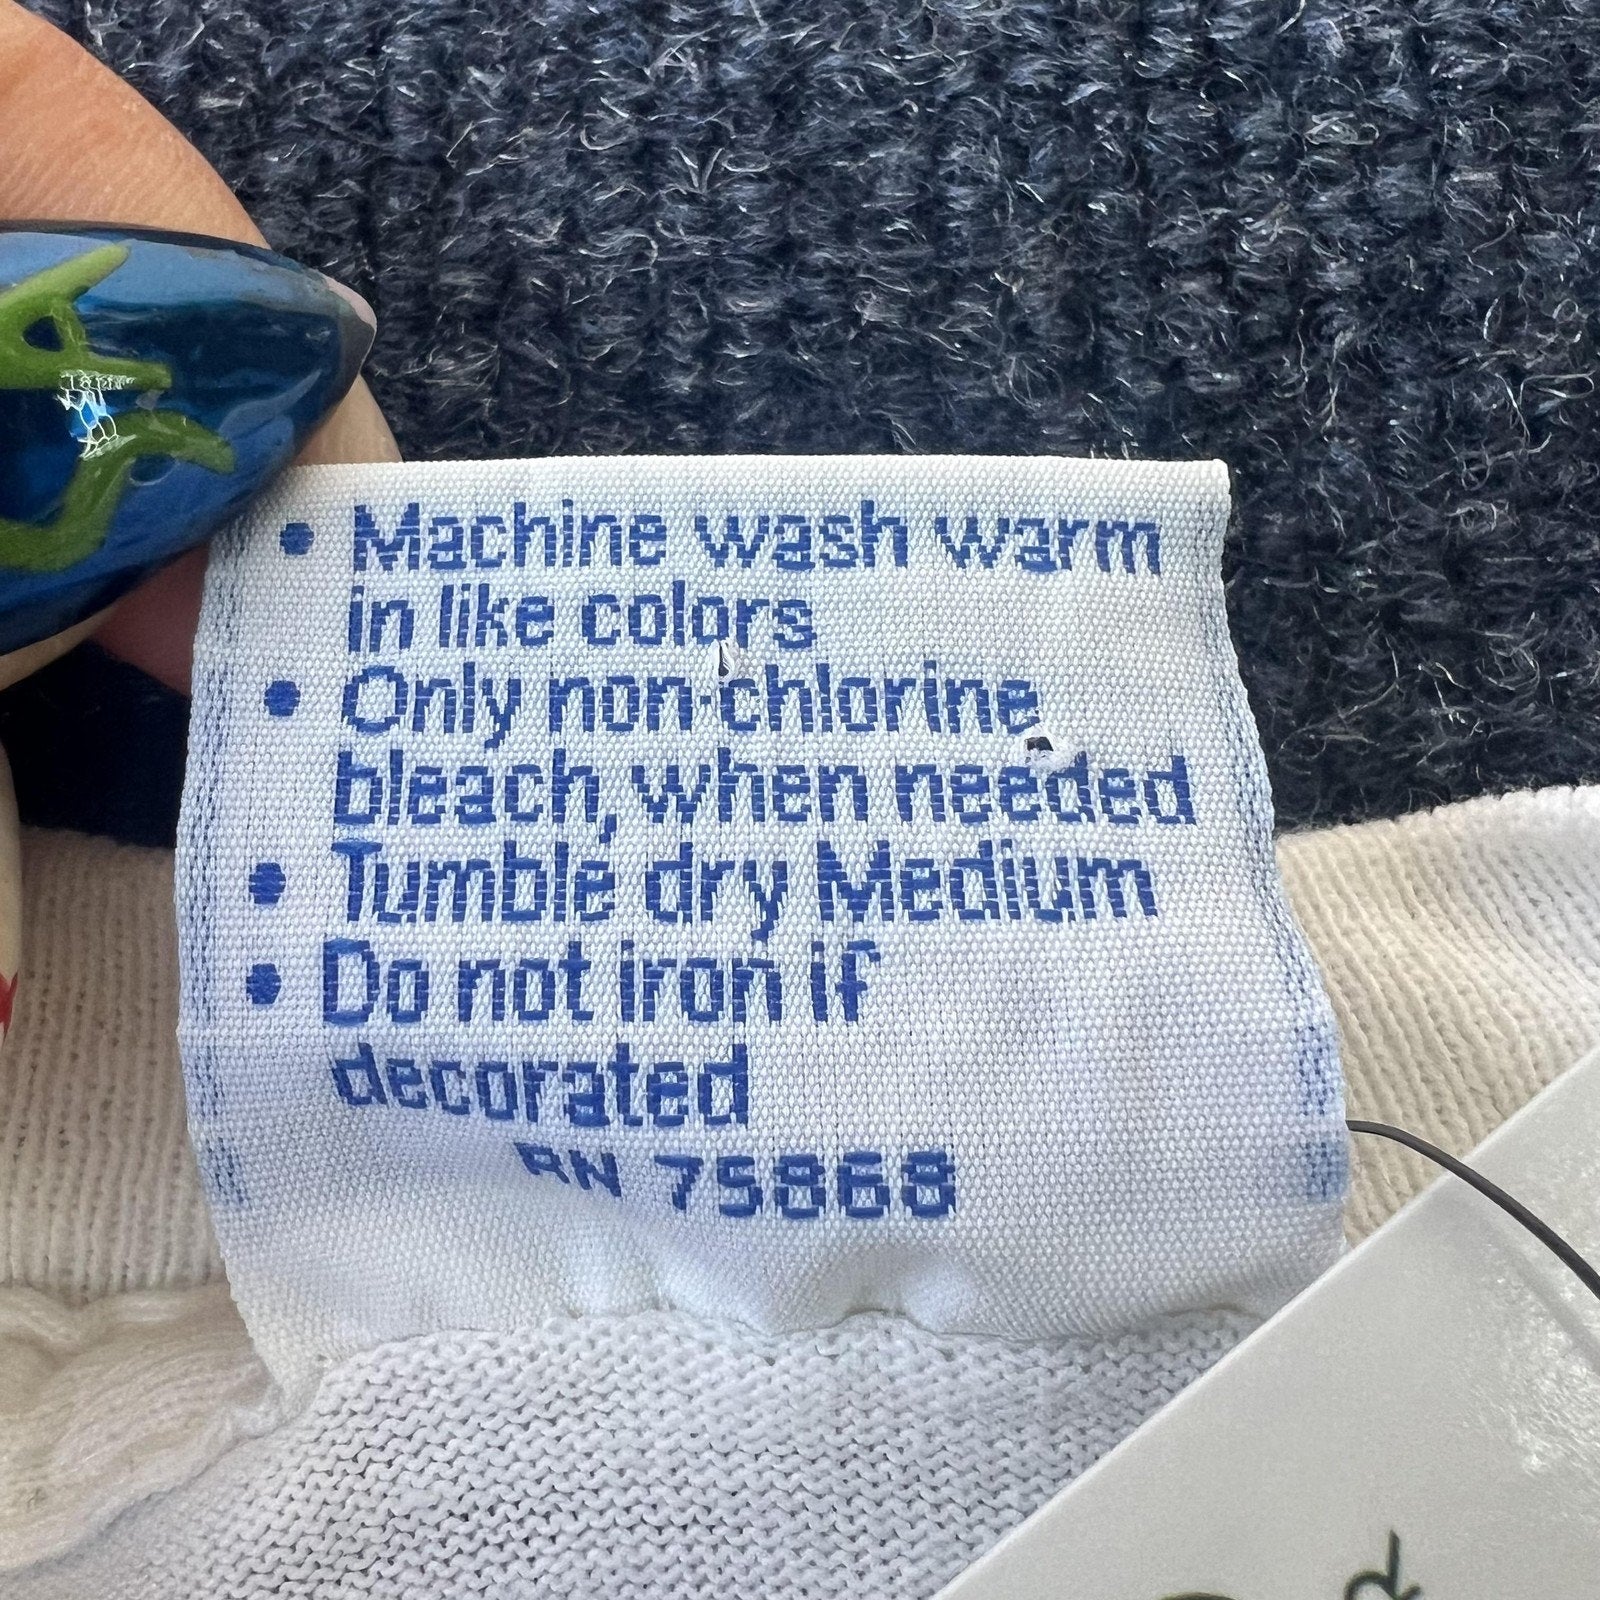 • Machine wash warm
in like colors
• Only non-chlorine
bleach, when needed
• Tumble dry Medium
• Do not iron if
decorated
RN 75868